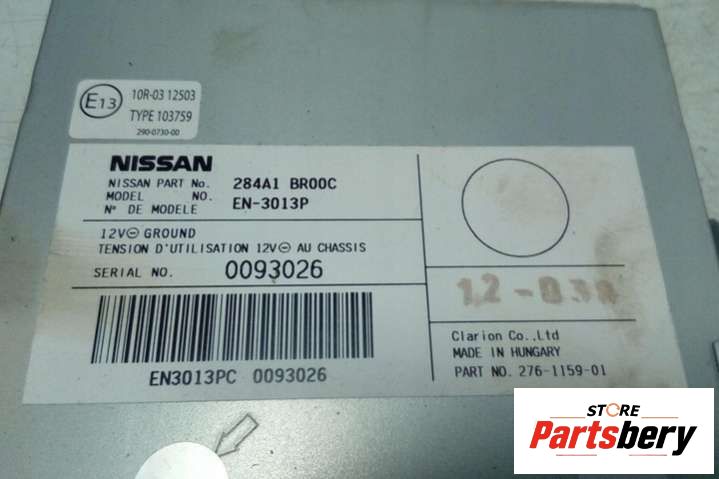 E13
10R-03 12503
TYPE 103759
290-0730-00
NISSAN
NISSAN PART No. 284A1 BR00C
MODEL NO. EN-3013P
N° DE MODELE
12V⊖ GROUND
TENSION D'UTILISATION 12V⊖ AU CHASSIS
SERIAL NO. 0093026
EN3013PC 0093026
Clarion Co.,Ltd
MADE IN HUNGARY
PART NO. 276-1159-01
STORE
Partsbery